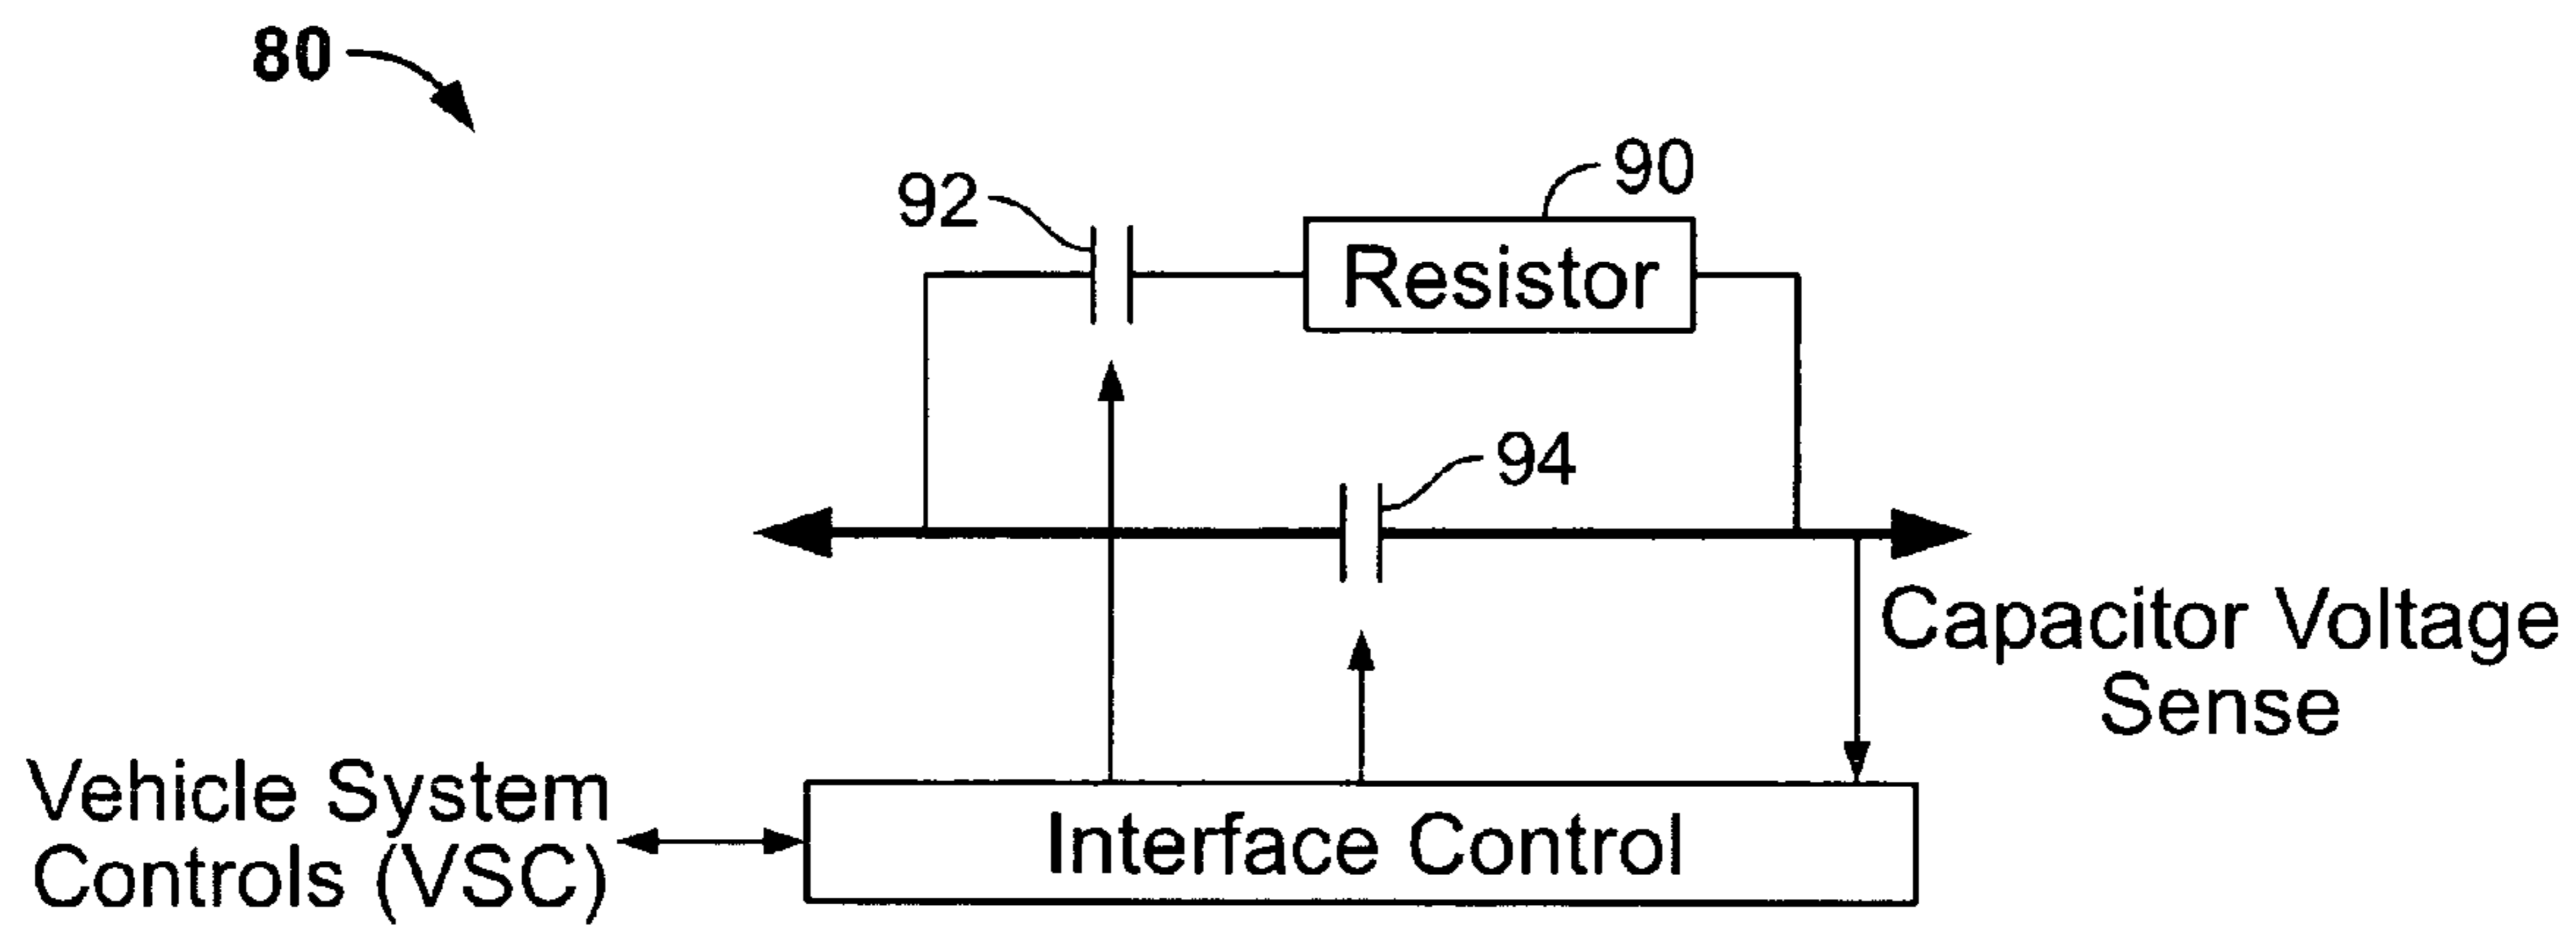 80
90
92
Resistor
94
Capacitor Voltage
Sense
Vehicle System
Controls (VSC)
Interface Control